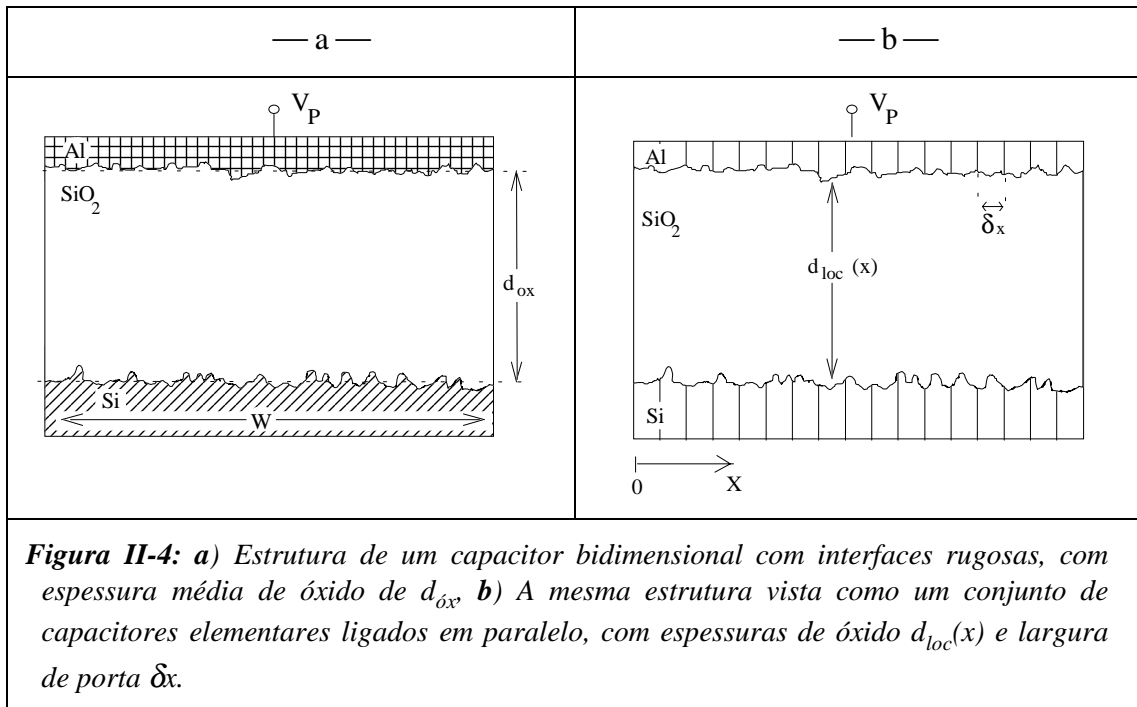 — a —
— b —
V_P
Al
SiO_2
d_ox
Si
W
V_P
Al
SiO_2
δ_x
d_loc (x)
Si
0
X
Figura II-4: a) Estrutura de um capacitor bidimensional com interfaces rugosas, com
espessura média de óxido de d_óx, b) A mesma estrutura vista como um conjunto de
capacitores elementares ligados em paralelo, com espessuras de óxido d_loc(x) e largura
de porta δx.